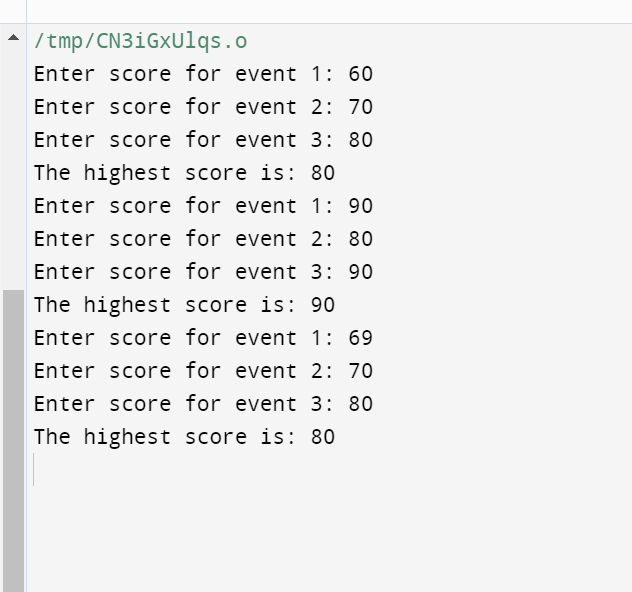 /tmp/CN3iGxUlqs.o
Enter score for event 1: 60
Enter score for event 2: 70
Enter score for event 3: 80
The highest score is: 80
Enter score for event 1: 90
Enter score for event 2: 80
Enter score for event 3: 90
The highest score is: 90
Enter score for event 1: 69
Enter score for event 2: 70
Enter score for event 3: 80
The highest score is: 80